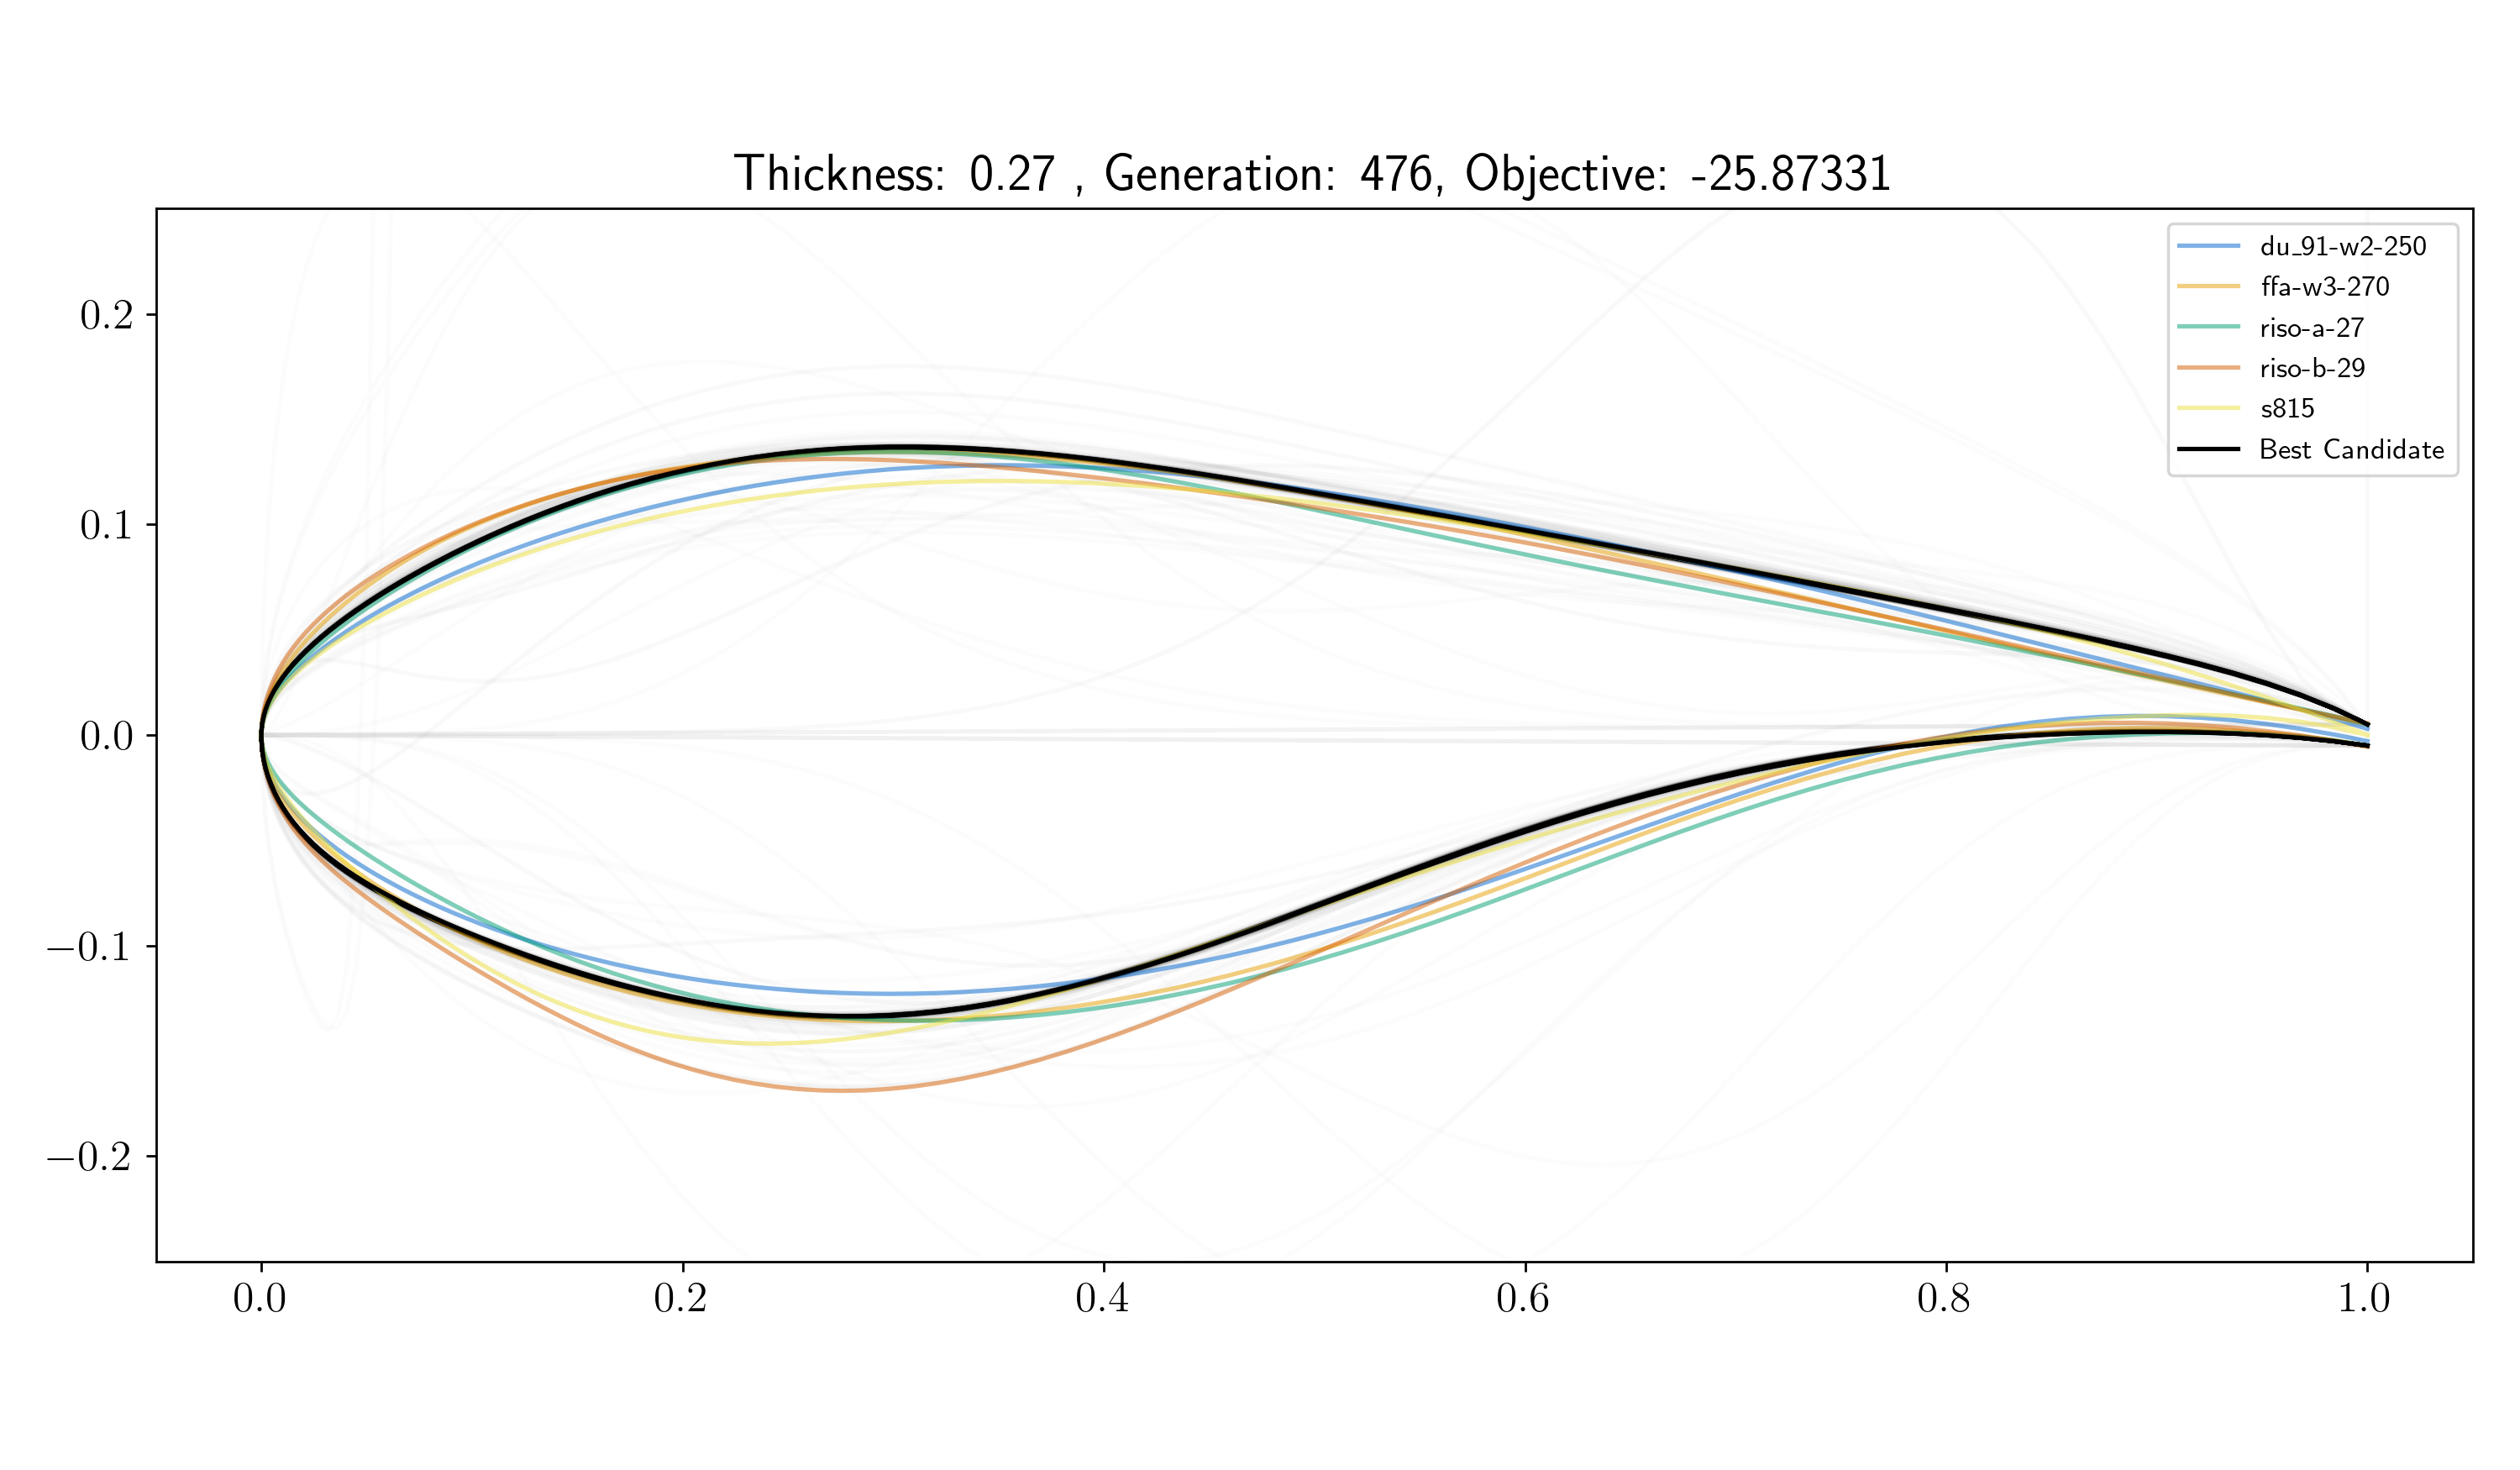 Thickness: 0.27 , Generation: 476, Objective: -25.87331
du_91-w2-250
ffa-w3-270
riso-a-27
riso-b-29
s815
Best Candidate
0.2
0.1
0.0
−0.1
−0.2
0.0 0.2 0.4 0.6 0.8 1.0